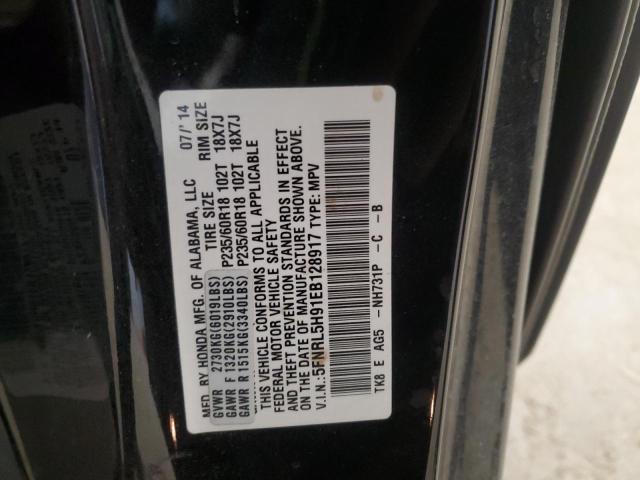 MFD. BY HONDA MFG. OF ALABAMA, LLC 07/'14
TIRE SIZE RIM SIZE
GVWR 2730KG(6019LBS)
GAWR F 1320KG(2910LBS) P235/60R18 102T 18X7J
GAWR R 1515KG(3340LBS) P235/60R18 102T 18X7J
THIS VEHICLE CONFORMS TO ALL APPLICABLE
FEDERAL MOTOR VEHICLE SAFETY
AND THEFT PREVENTION STANDARDS IN EFFECT
ON THE DATE OF MANUFACTURE SHOWN ABOVE.
V.I.N.:5FNRL5H91EB128917 TYPE: MPV
TK8 E AG5 -NH731P -C -B